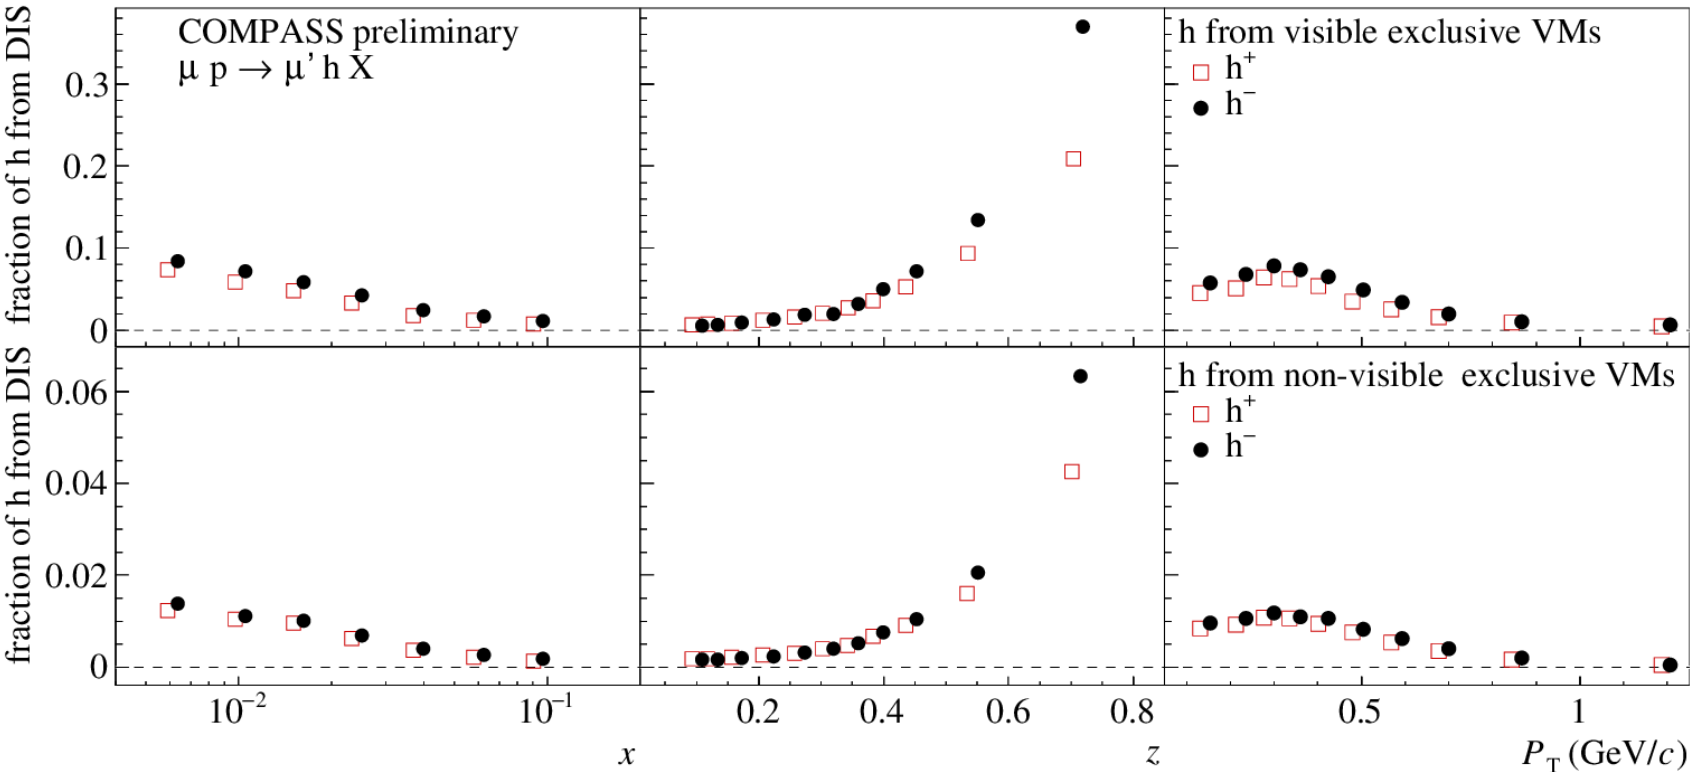 fraction of h from DIS
COMPASS preliminary
μ p → μ' h X
h from visible exclusive VMs
h⁺
h⁻
0.3
0.2
0.1
0
fraction of h from DIS
h from non-visible exclusive VMs
h⁺
h⁻
0.06
0.04
0.02
0
10⁻² 10⁻¹ 0.2 0.4 0.6 0.8 0.5 1
x z P_T (GeV/c)